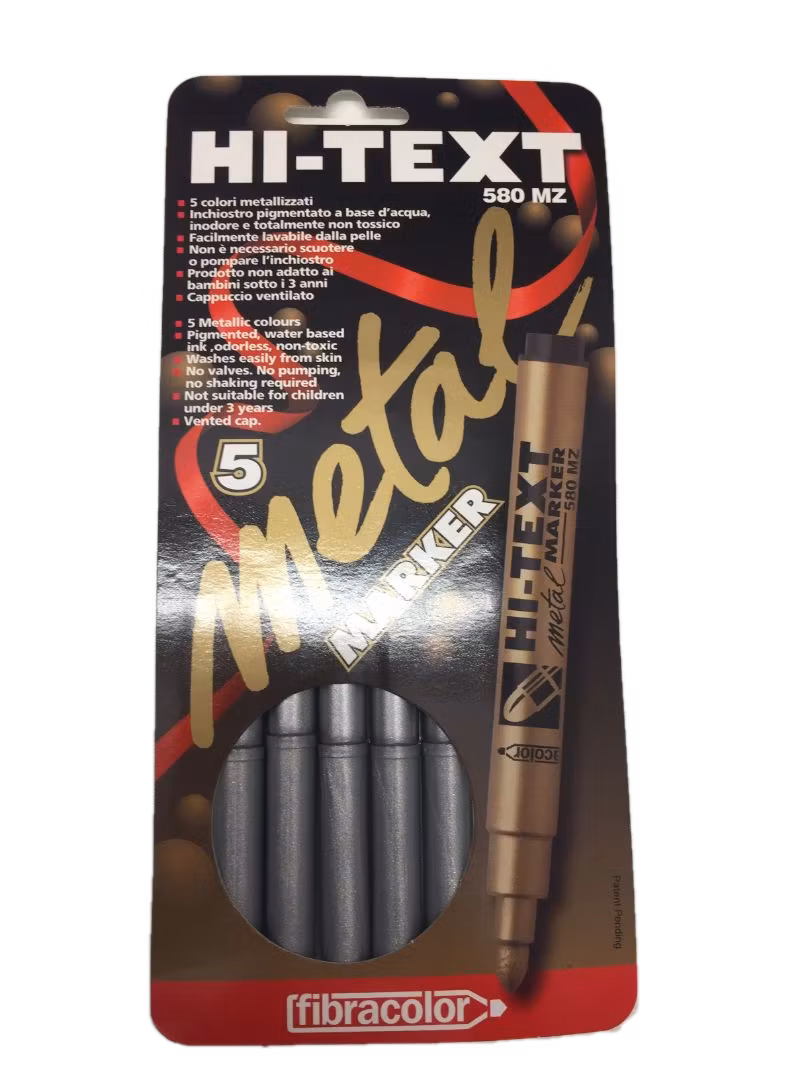 HI-TEXT
580 MZ
5 colori metallizzati
Inchiostro pigmentato a base d'acqua,
inodore e totalmente non tossico
Facilmente lavabile dalla pelle
Non è necessario scuotere
o pompare l'inchiostro
Prodotto non adatto ai
bambini sotto i 3 anni
Cappuccio ventilato
5 Metallic colours
Pigmented, water based
ink ,odorless, non-toxic
Washes easily from skin
No valves. No pumping,
no shaking required
Not suitable for children
under 3 years
Vented cap.
5
metal
MARKER
HI-TEXT
metal MARKER
580 MZ
fibracolor
Patent Pending
fibracolor